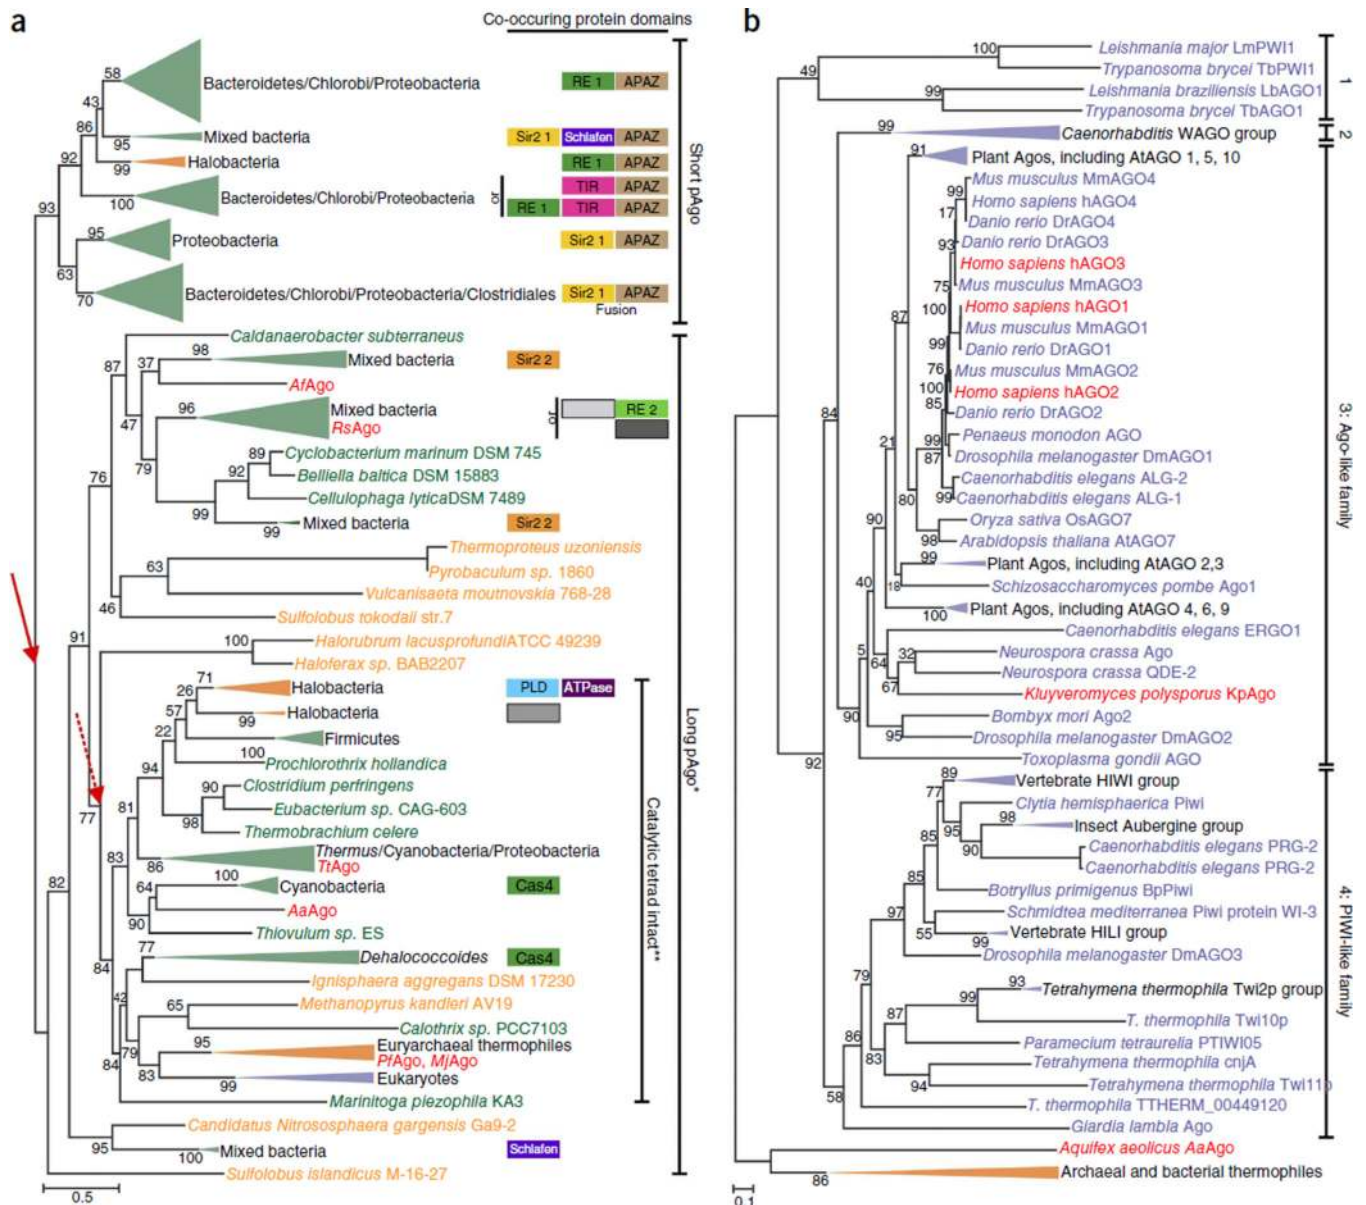 a
Co-occuring protein domains
58
Bacteroidetes/Chlorobi/Proteobacteria
RE 1 APAZ
43
86
95
Mixed bacteria
Sir2 1 Schlafen APAZ
92
99
Halobacteria
RE 1 APAZ
TIR APAZ
100
Bacteroidetes/Chlorobi/Proteobacteria
or
RE 1 TIR APAZ
93
95
Proteobacteria
Sir2 1 APAZ
63
70
Bacteroidetes/Chlorobi/Proteobacteria/Clostridiales
Sir2 1 APAZ
Fusion
Short pAgo
Caldanaerobacter subterraneus
87
37
98
Mixed bacteria
Sir2 2
AfAgo
96
Mixed bacteria
RsAgo
or
RE 2
47
79
89
Cyclobacterium marinum DSM 745
92
Belliella baltica DSM 15883
Cellulophaga lyticaDSM 7489
99
99
Mixed bacteria
Sir2 2
76
Thermoproteus uzoniensis
63
Pyrobaculum sp. 1860
Vulcanisaeta moutnovskia 768-28
46
Sulfolobus tokodaii str.7
91
100
Halorubrum lacusprofundiATCC 49239
Haloferax sp. BAB2207
71
Halobacteria
PLD ATPase
26
57
99
Halobacteria
22
Firmicutes
100
Prochlorothrix hollandica
94
90
Clostridium perfringens
Eubacterium sp. CAG-603
98
Thermobrachium celere
77
81
Thermus/Cyanobacteria/Proteobacteria
86
TtAgo
83
100
Cyanobacteria
Cas4
64
AaAgo
90
Thiovulum sp. ES
82
84
77
Dehalococcoides
Cas4
Ignisphaera aggregans DSM 17230
42
65
Methanopyrus kandleri AV19
Calothrix sp. PCC7103
79
95
Euryarchaeal thermophiles
PfAgo, MjAgo
84
83
99
Eukaryotes
Marinitoga piezophila KA3
Catalytic tetrad intact**
Long pAgo*
Candidatus Nitrososphaera gargensis Ga9-2
95
100
Mixed bacteria
Schlafen
Sulfolobus islandicus M-16-27
0.5
b
100
Leishmania major LmPWI1
Trypanosoma brycei TbPWI1
49
99
Leishmania braziliensis LbAGO1
Trypanosoma brycei TbAGO1
1
99
Caenorhabditis WAGO group
2
91
Plant Agos, including AtAGO 1, 5, 10
Mus musculus MmAGO4
99
Homo sapiens hAGO4
17
Danio rerio DrAGO4
93
Danio rerio DrAGO3
Homo sapiens hAGO3
75
Mus musculus MmAGO3
100
Homo sapiens hAGO1
87
Mus musculus MmAGO1
99
Danio rerio DrAGO1
76
Mus musculus MmAGO2
100
Homo sapiens hAGO2
85
Danio rerio DrAGO2
84
99
Penaeus monodon AGO
87
Drosophila melanogaster DmAGO1
21
Caenorhabditis elegans ALG-2
99
Caenorhabditis elegans ALG-1
80
Oryza sativa OsAGO7
90
98
Arabidopsis thaliana AtAGO7
99
Plant Agos, including AtAGO 2,3
18
Schizosaccharomyces pombe Ago1
40
100
Plant Agos, including AtAGO 4, 6, 9
Caenorhabditis elegans ERGO1
5
64
32
Neurospora crassa Ago
Neurospora crassa QDE-2
67
Kluyveromyces polysporus KpAgo
90
Bombyx mori Ago2
95
Drosophila melanogaster DmAGO2
Toxoplasma gondii AGO
3: Ago-like family
92
89
Vertebrate HIWI group
77
Clytia hemisphaerica Piwi
95
98
Insect Aubergine group
85
90
Caenorhabditis elegans PRG-2
Caenorhabditis elegans PRG-2
85
Botryllus primigenus BpPiwi
97
Schmidtea mediterranea Piwi protein WI-3
55
99
Vertebrate HILI group
Drosophila melanogaster DmAGO3
79
93
Tetrahymena thermophila Twi2p group
99
87
T. thermophila Twi10p
86
Paramecium tetraurelia PTIWI05
83
Tetrahymena thermophila cnjA
94
Tetrahymena thermophila Twi11p
58
T. thermophila TTHERM_00449120
Giardia lambla Ago
4: PIWI-like family
Aquifex aeolicus AaAgo
86
Archaeal and bacterial thermophiles
0.1